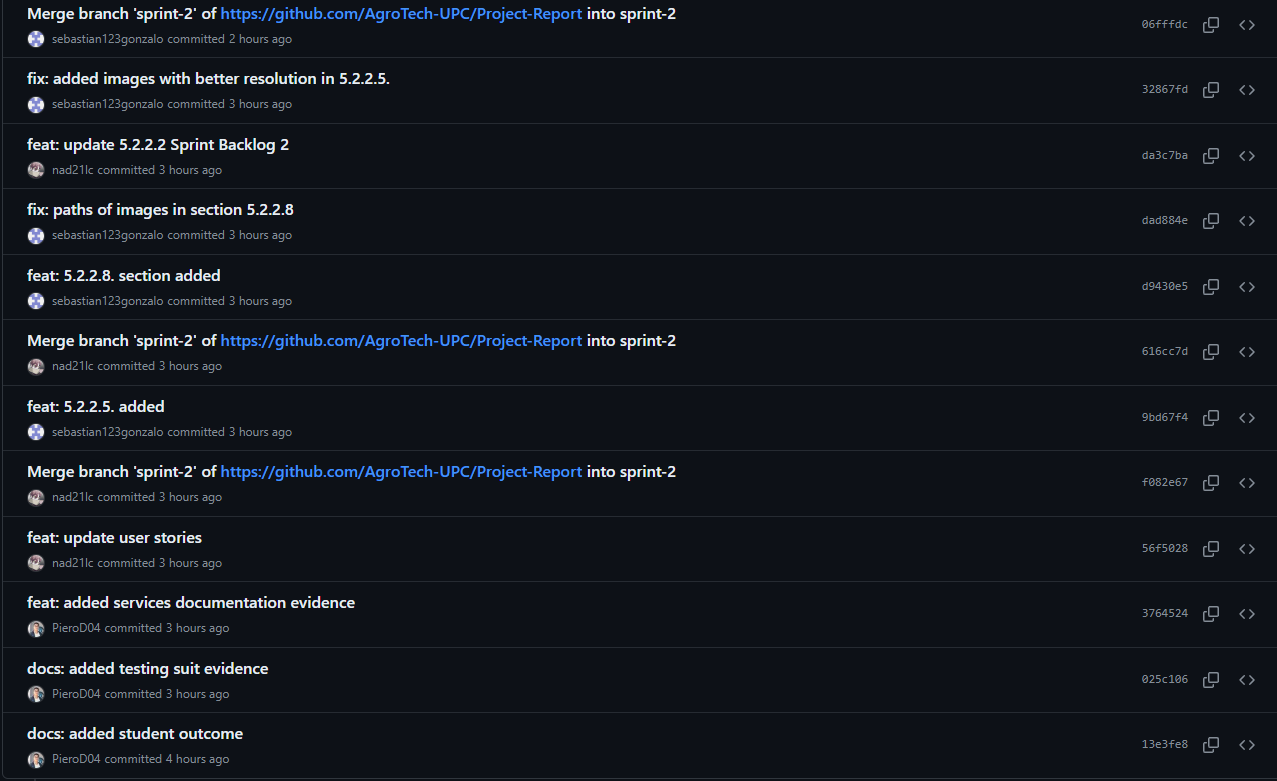 Merge branch 'sprint-2' of https://github.com/AgroTech-UPC/Project-Report into sprint-2
06fffdc
sebastian123gonzalo committed 2 hours ago
fix: added images with better resolution in 5.2.2.5.
32867fd
sebastian123gonzalo committed 3 hours ago
feat: update 5.2.2.2 Sprint Backlog 2
da3c7ba
nad21lc committed 3 hours ago
fix: paths of images in section 5.2.2.8
dad884e
sebastian123gonzalo committed 3 hours ago
feat: 5.2.2.8. section added
d9430e5
sebastian123gonzalo committed 3 hours ago
Merge branch 'sprint-2' of https://github.com/AgroTech-UPC/Project-Report into sprint-2
616cc7d
nad21lc committed 3 hours ago
feat: 5.2.2.5. added
9bd67f4
sebastian123gonzalo committed 3 hours ago
Merge branch 'sprint-2' of https://github.com/AgroTech-UPC/Project-Report into sprint-2
f082e67
nad21lc committed 3 hours ago
feat: update user stories
56f5028
nad21lc committed 3 hours ago
feat: added services documentation evidence
3764524
PieroD04 committed 3 hours ago
docs: added testing suit evidence
025c106
PieroD04 committed 3 hours ago
docs: added student outcome
13e3fe8
PieroD04 committed 4 hours ago